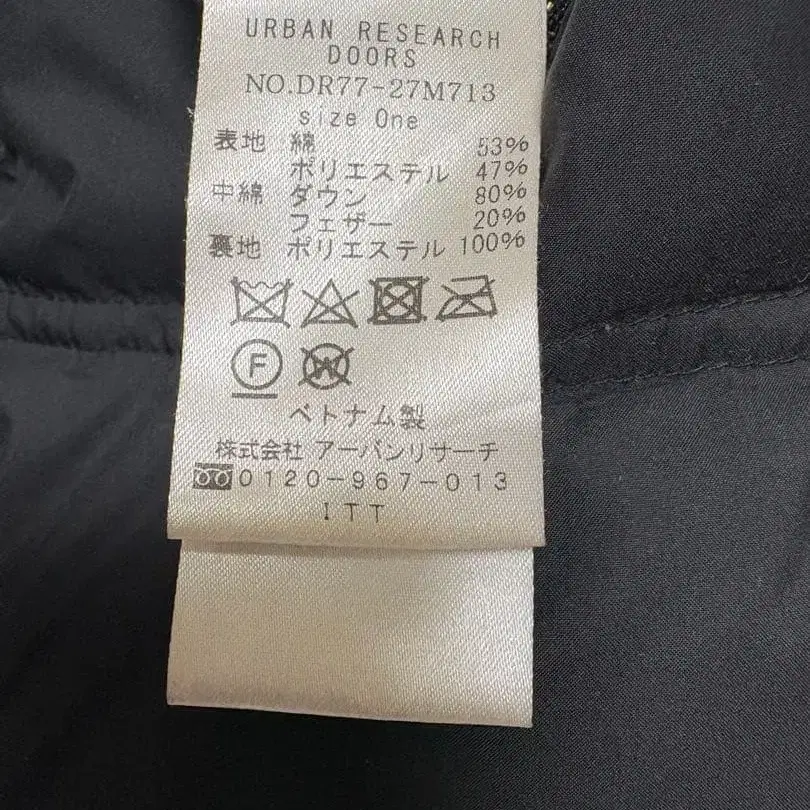 URBAN RESEARCH
DOORS
NO.DR77-27M713
size One
表地 綿 53%
ポリエステル 47%
中綿 ダウン 80%
フェザー 20%
裏地 ポリエステル 100%
F W
ベトナム製
株式会社 アーバンリサーチ
0120-967-013
ITT